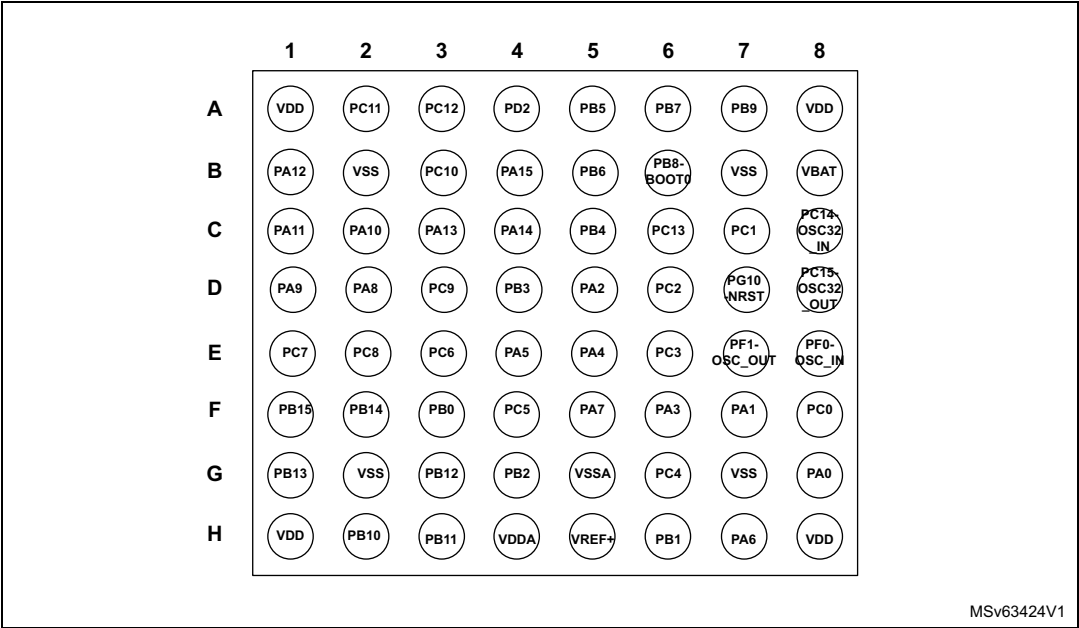 1 2 3 4 5 6 7 8
A VDD PC11 PC12 PD2 PB5 PB7 PB9 VDD
B PA12 VSS PC10 PA15 PB6 PB8-BOOT0 VSS VBAT
C PA11 PA10 PA13 PA14 PB4 PC13 PC1 PC14-OSC32_IN
D PA9 PA8 PC9 PB3 PA2 PC2 PG10-NRST PC15-OSC32_OUT
E PC7 PC8 PC6 PA5 PA4 PC3 PF1-OSC_OUT PF0-OSC_IN
F PB15 PB14 PB0 PC5 PA7 PA3 PA1 PC0
G PB13 VSS PB12 PB2 VSSA PC4 VSS PA0
H VDD PB10 PB11 VDDA VREF+ PB1 PA6 VDD
MSv63424V1